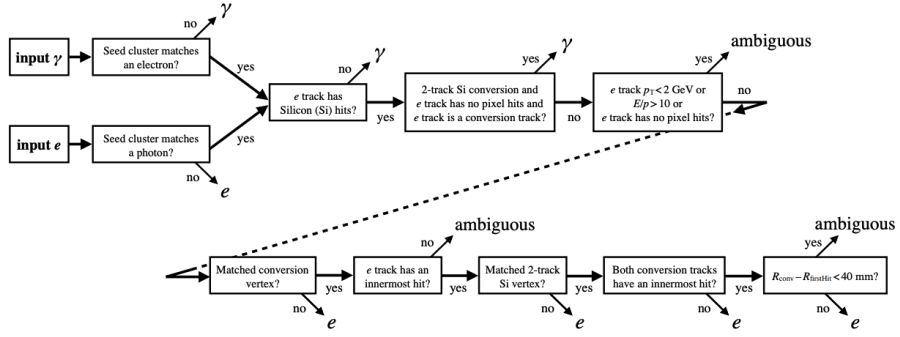 input γ
Seed cluster matches
an electron?
no
γ
yes
input e
Seed cluster matches
a photon?
no
e
yes
e track has
Silicon (Si) hits?
no
γ
yes
2-track Si conversion and
e track has no pixel hits and
e track is a conversion track?
yes
γ
no
e track pT < 2 GeV or
E/p > 10 or
e track has no pixel hits?
yes
ambiguous
no
Matched conversion
vertex?
no
e
yes
e track has an
innermost hit?
no
ambiguous
yes
Matched 2-track
Si vertex?
no
e
yes
Both conversion tracks
have an innermost hit?
no
e
yes
Rconv − RfirstHit < 40 mm?
yes
ambiguous
no
e